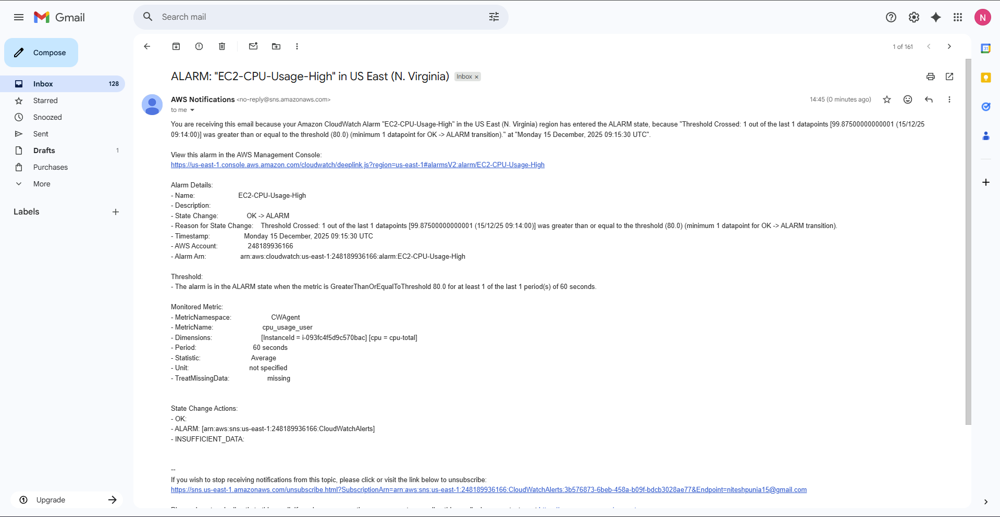 Gmail
Search mail
N
Compose
1 of 161
31
ALARM: "EC2-CPU-Usage-High" in US East (N. Virginia)
Inbox ×
Inbox 128
Starred
Snoozed
Sent
Drafts 1
Purchases
More
Labels
AWS Notifications <no-reply@sns.amazonaws.com>
14:45 (0 minutes ago)
to me
You are receiving this email because your Amazon CloudWatch Alarm "EC2-CPU-Usage-High" in the US East (N. Virginia) region has entered the ALARM state, because "Threshold Crossed: 1 out of the last 1 datapoints [99.87500000000001 (15/12/25
09:14:00)] was greater than or equal to the threshold (80.0) (minimum 1 datapoint for OK -> ALARM transition)." at "Monday 15 December, 2025 09:15:30 UTC".
View this alarm in the AWS Management Console:
https://us-east-1.console.aws.amazon.com/cloudwatch/deeplink.js?region=us-east-1#alarmsV2:alarm/EC2-CPU-Usage-High
Alarm Details:
- Name: EC2-CPU-Usage-High
- Description:
- State Change: OK -> ALARM
- Reason for State Change: Threshold Crossed: 1 out of the last 1 datapoints [99.87500000000001 (15/12/25 09:14:00)] was greater than or equal to the threshold (80.0) (minimum 1 datapoint for OK -> ALARM transition).
- Timestamp: Monday 15 December, 2025 09:15:30 UTC
- AWS Account: 248189936166
- Alarm Arn: arn:aws:cloudwatch:us-east-1:248189936166:alarm:EC2-CPU-Usage-High
Threshold:
- The alarm is in the ALARM state when the metric is GreaterThanOrEqualToThreshold 80.0 for at least 1 of the last 1 period(s) of 60 seconds.
Monitored Metric:
- MetricNamespace: CWAgent
- MetricName: cpu_usage_user
- Dimensions: [InstanceId = i-093fc4f5d9c570bac] [cpu = cpu-total]
- Period: 60 seconds
- Statistic: Average
- Unit: not specified
- TreatMissingData: missing
State Change Actions:
- OK:
- ALARM: [arn:aws:sns:us-east-1:248189936166:CloudWatchAlerts]
- INSUFFICIENT_DATA:
--
If you wish to stop receiving notifications from this topic, please click or visit the link below to unsubscribe:
https://sns.us-east-1.amazonaws.com/unsubscribe.html?SubscriptionArn=arn:aws:sns:us-east-1:248189936166:CloudWatchAlerts:3b576873-6beb-458a-b09f-bdcb3028ae77&Endpoint=niteshpunia15@gmail.com
Upgrade